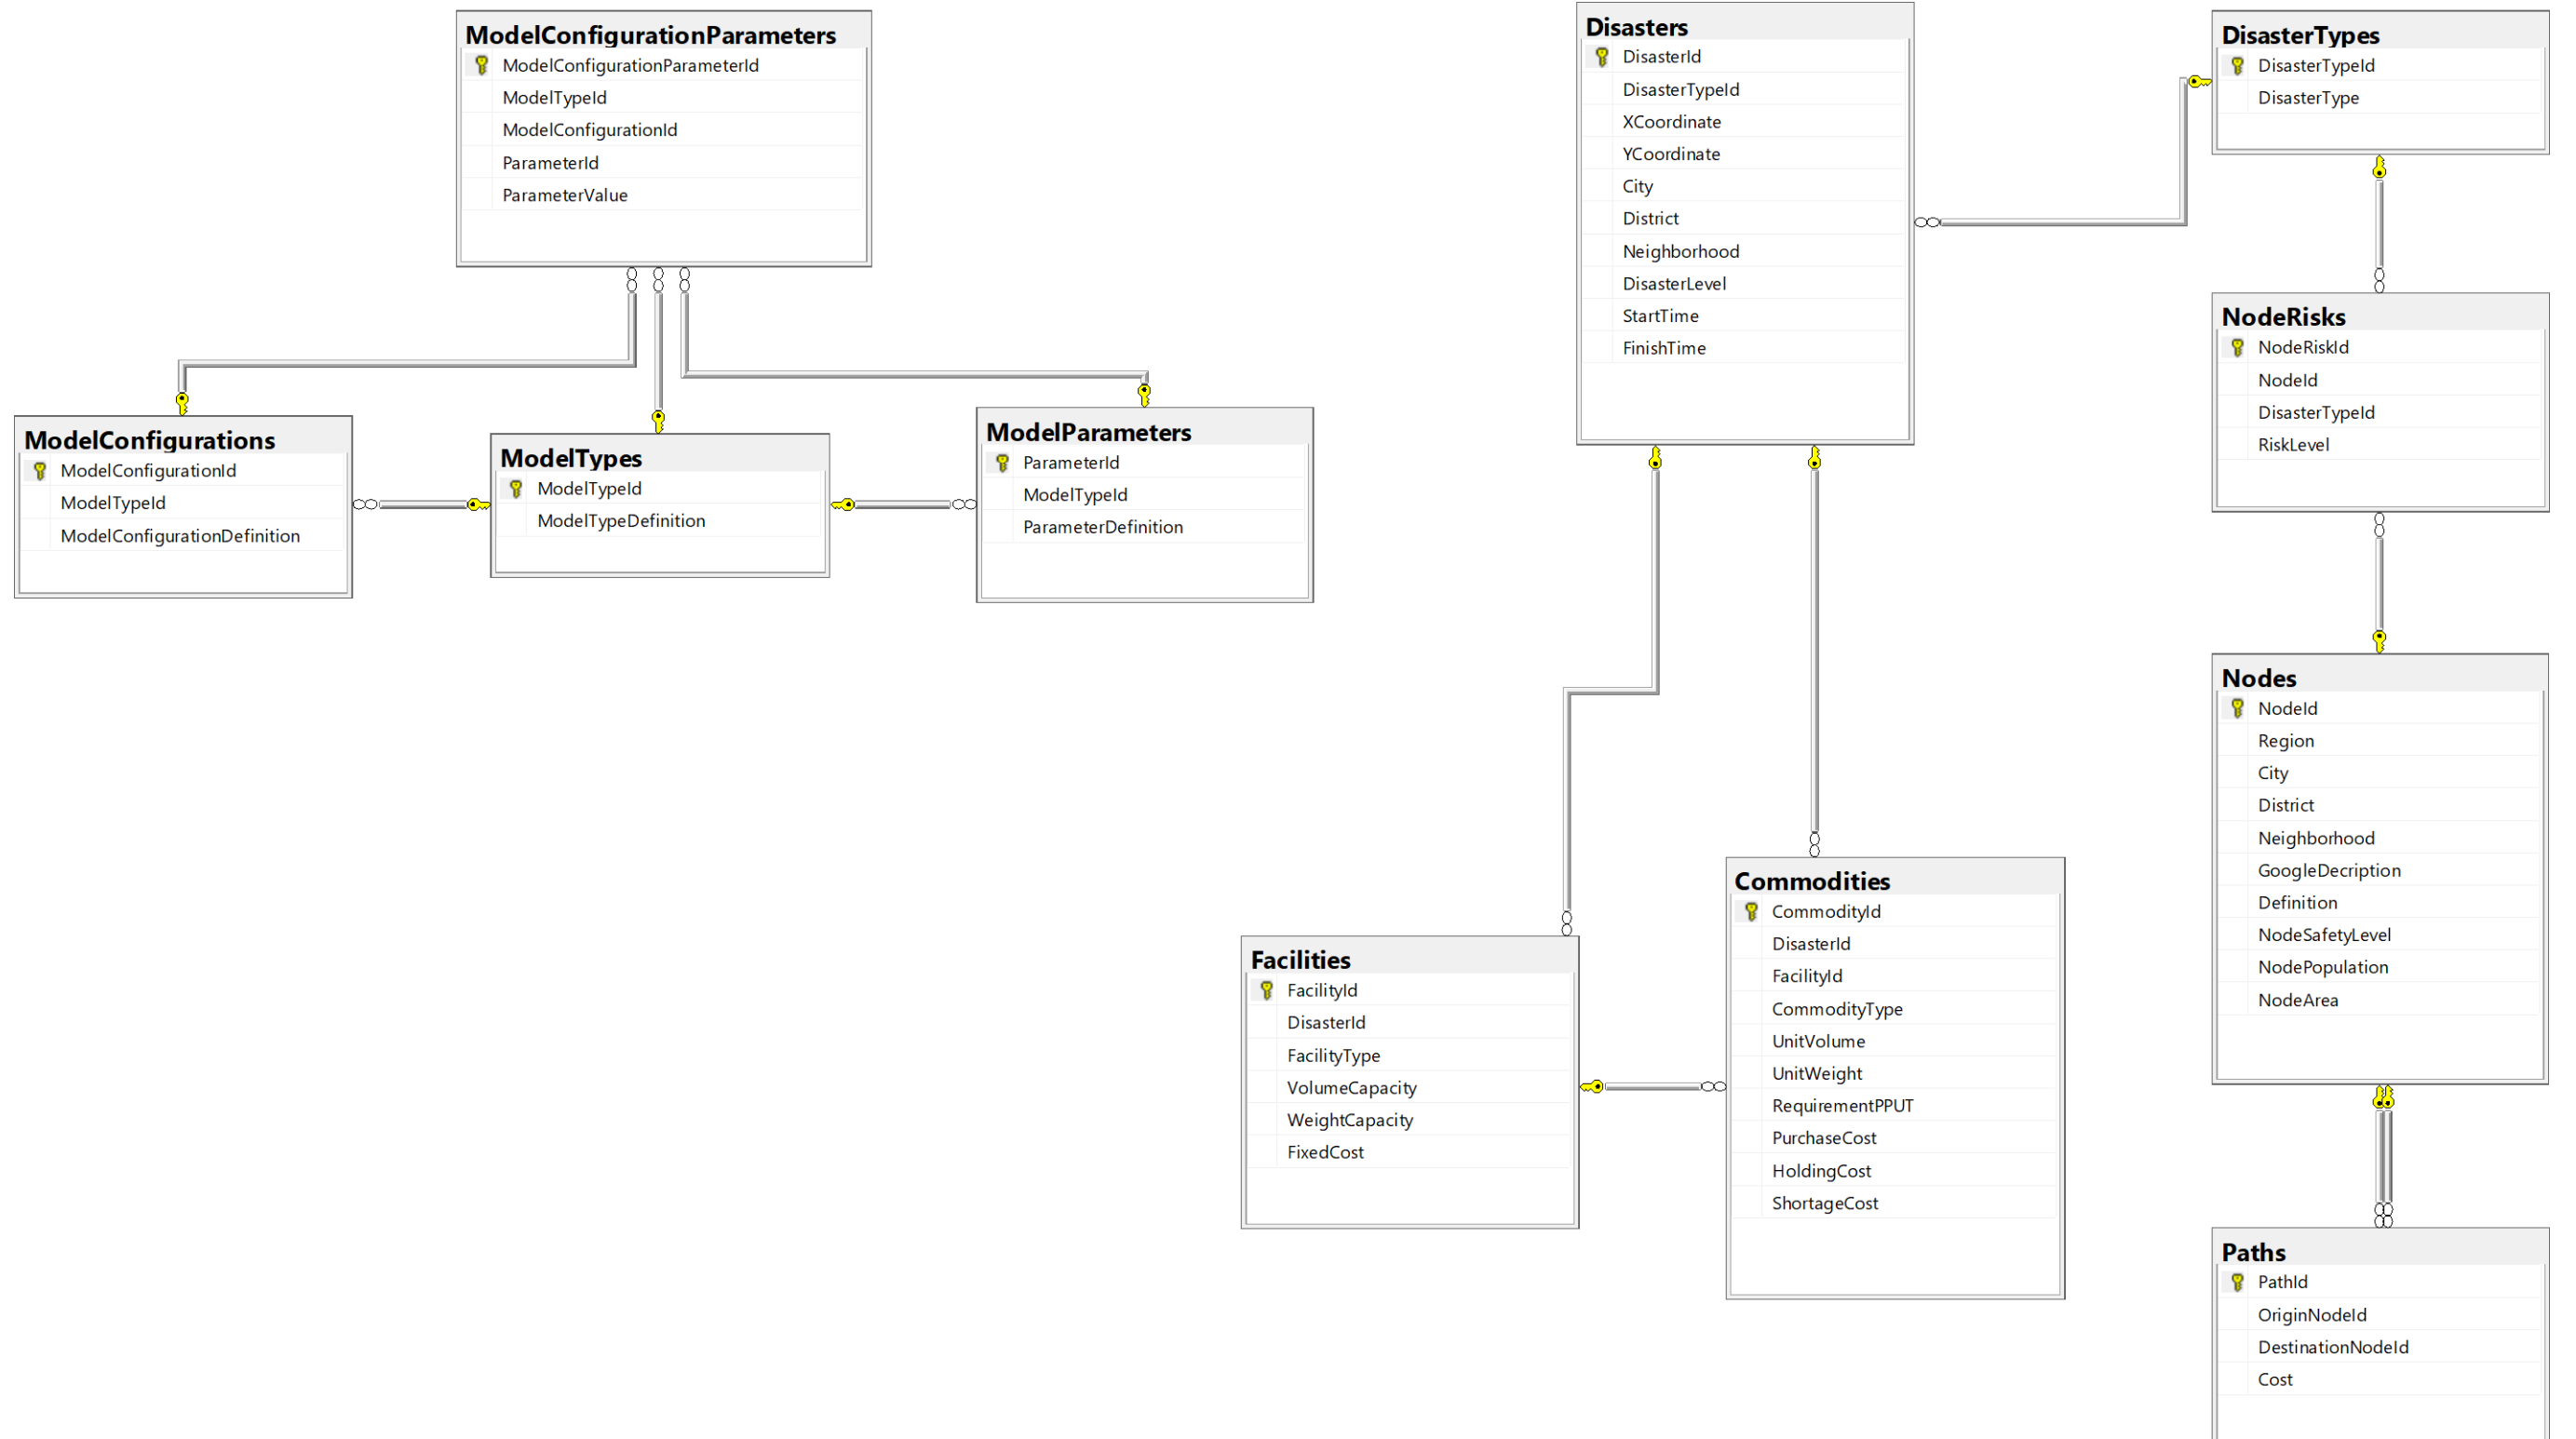 ModelConfigurationParameters
ModelConfigurationParameterId
ModelTypeId
ModelConfigurationId
ParameterId
ParameterValue
ModelConfigurations
ModelConfigurationId
ModelTypeId
ModelConfigurationDefinition
ModelTypes
ModelTypeId
ModelTypeDefinition
ModelParameters
ParameterId
ModelTypeId
ParameterDefinition
Disasters
DisasterId
DisasterTypeId
XCoordinate
YCoordinate
City
District
Neighborhood
DisasterLevel
StartTime
FinishTime
DisasterTypes
DisasterTypeId
DisasterType
NodeRisks
NodeRiskId
NodeId
DisasterTypeId
RiskLevel
Nodes
NodeId
Region
City
District
Neighborhood
GoogleDecription
Definition
NodeSafetyLevel
NodePopulation
NodeArea
Facilities
FacilityId
DisasterId
FacilityType
VolumeCapacity
WeightCapacity
FixedCost
Commodities
CommodityId
DisasterId
FacilityId
CommodityType
UnitVolume
UnitWeight
RequirementPPUT
PurchaseCost
HoldingCost
ShortageCost
Paths
PathId
OriginNodeId
DestinationNodeId
Cost